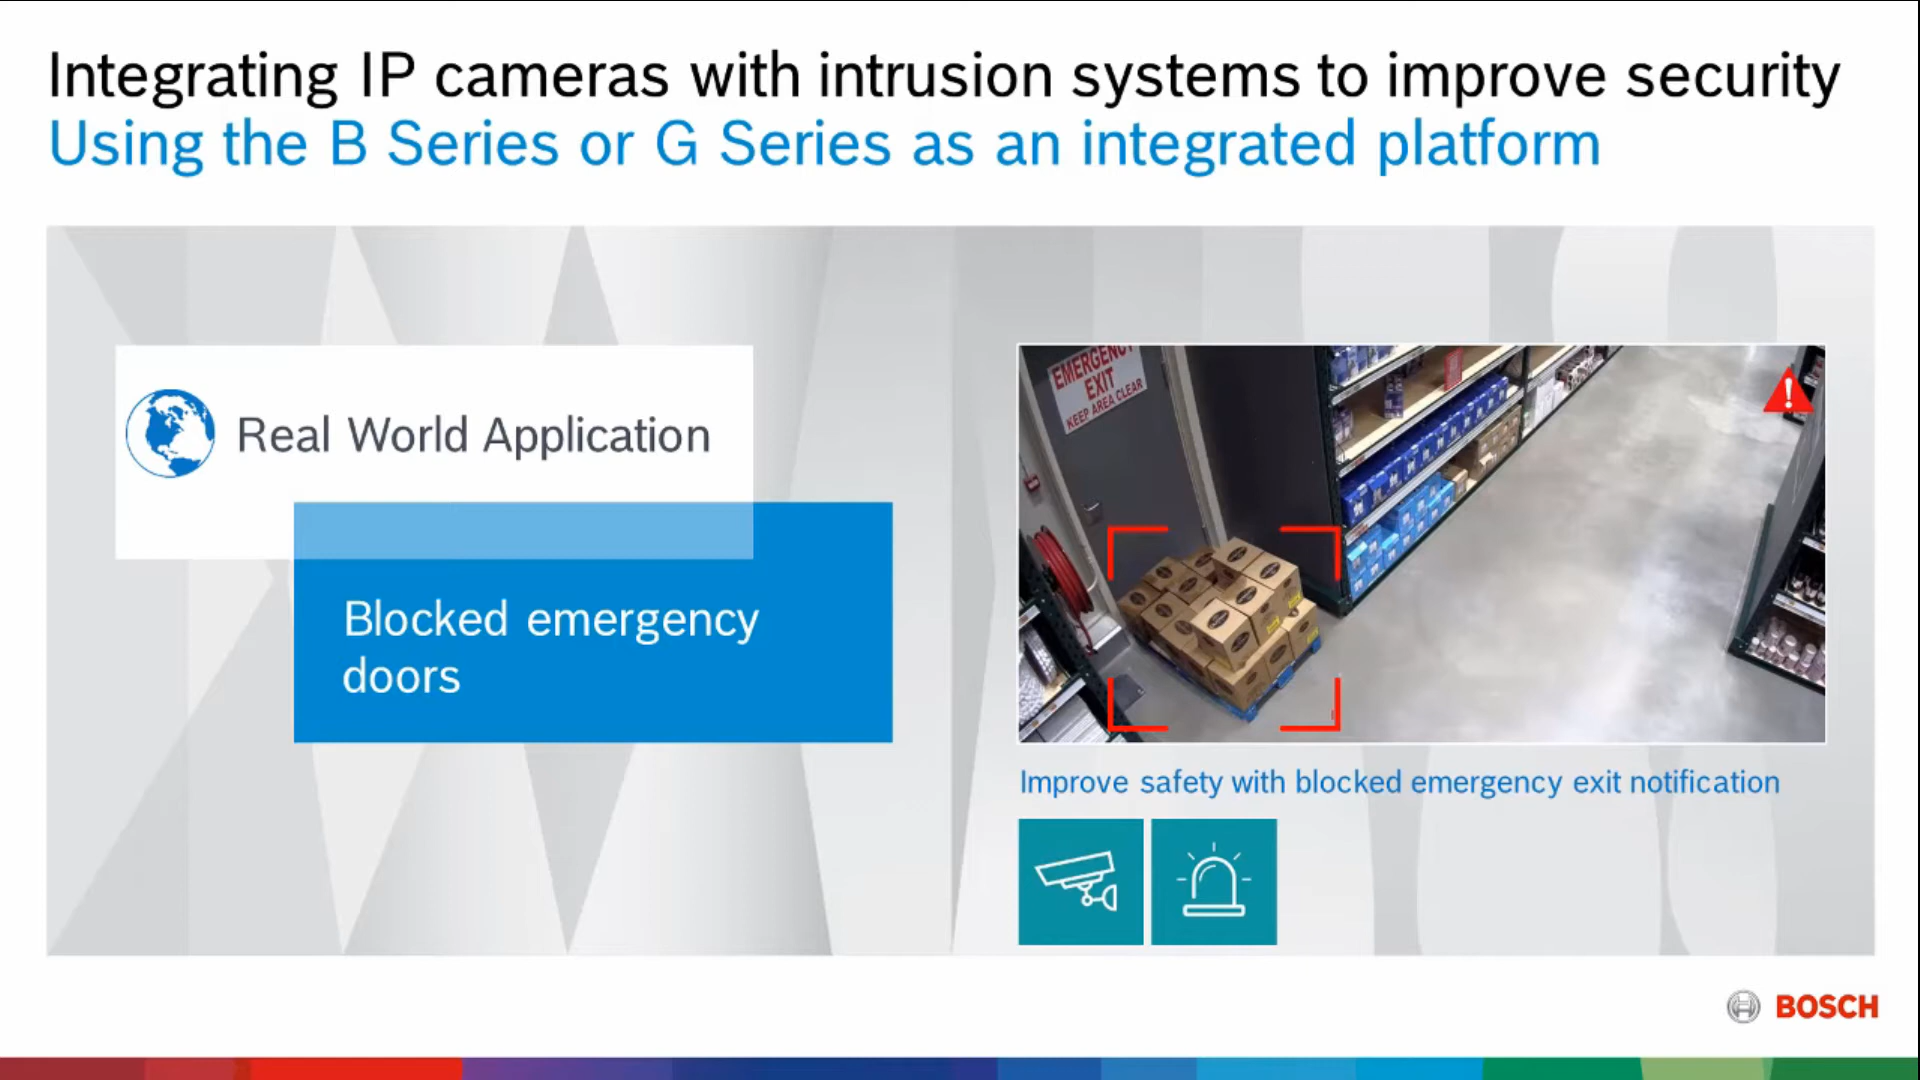 Integrating IP cameras with intrusion systems to improve security
Using the B Series or G Series as an integrated platform
Real World Application
Blocked emergency
doors
EMERGENCY
EXIT
KEEP AREA CLEAR
Improve safety with blocked emergency exit notification
BOSCH